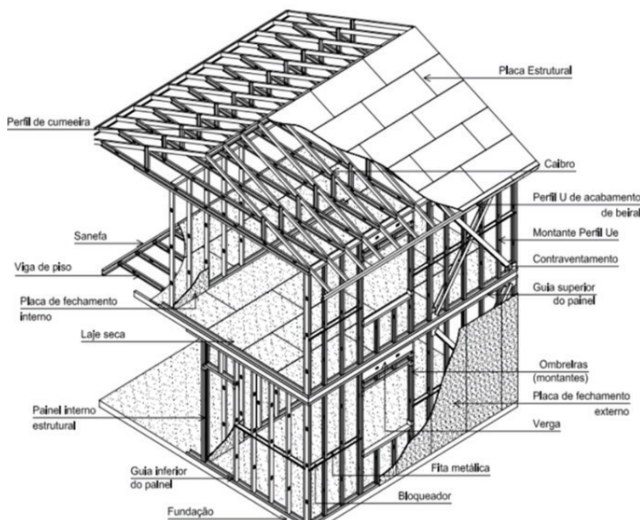 Placa Estrutural
Perfil de cumeeira
Caibro
Perfil U de acabamento
de beiral
Sanefa
Montante Perfil Ue
Viga de piso
Contraventamento
Placa de fechamento
interno
Guia superior
do painel
Laje seca
Ombreiras
(montantes)
Painel interno
estrutural
Placa de fechamento
externo
Verga
Guia inferior
do painel
Fita metálica
Bloqueador
Fundação